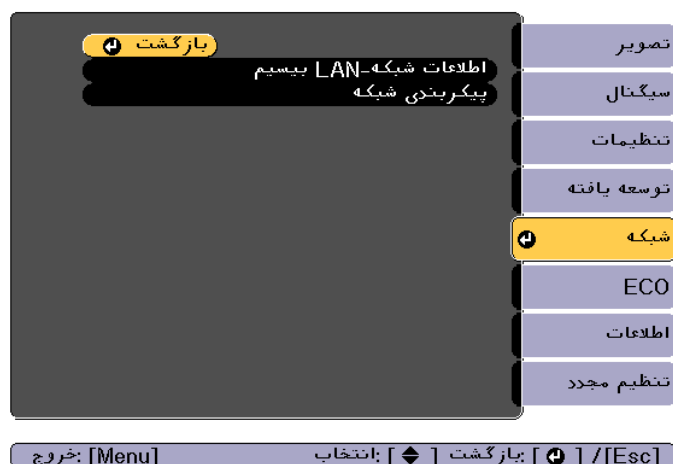 تصویر
سیگنال
تنظیمات
توسعه یافته
شبکه
ECO
اطلاعات
تنظیم مجدد
بازگشت
اطلاعات شبکه-LAN بیسیم
پیکربندی شبکه
[Esc]/[ ] :بازگشت [ ] :انتخاب [Menu] :خروج